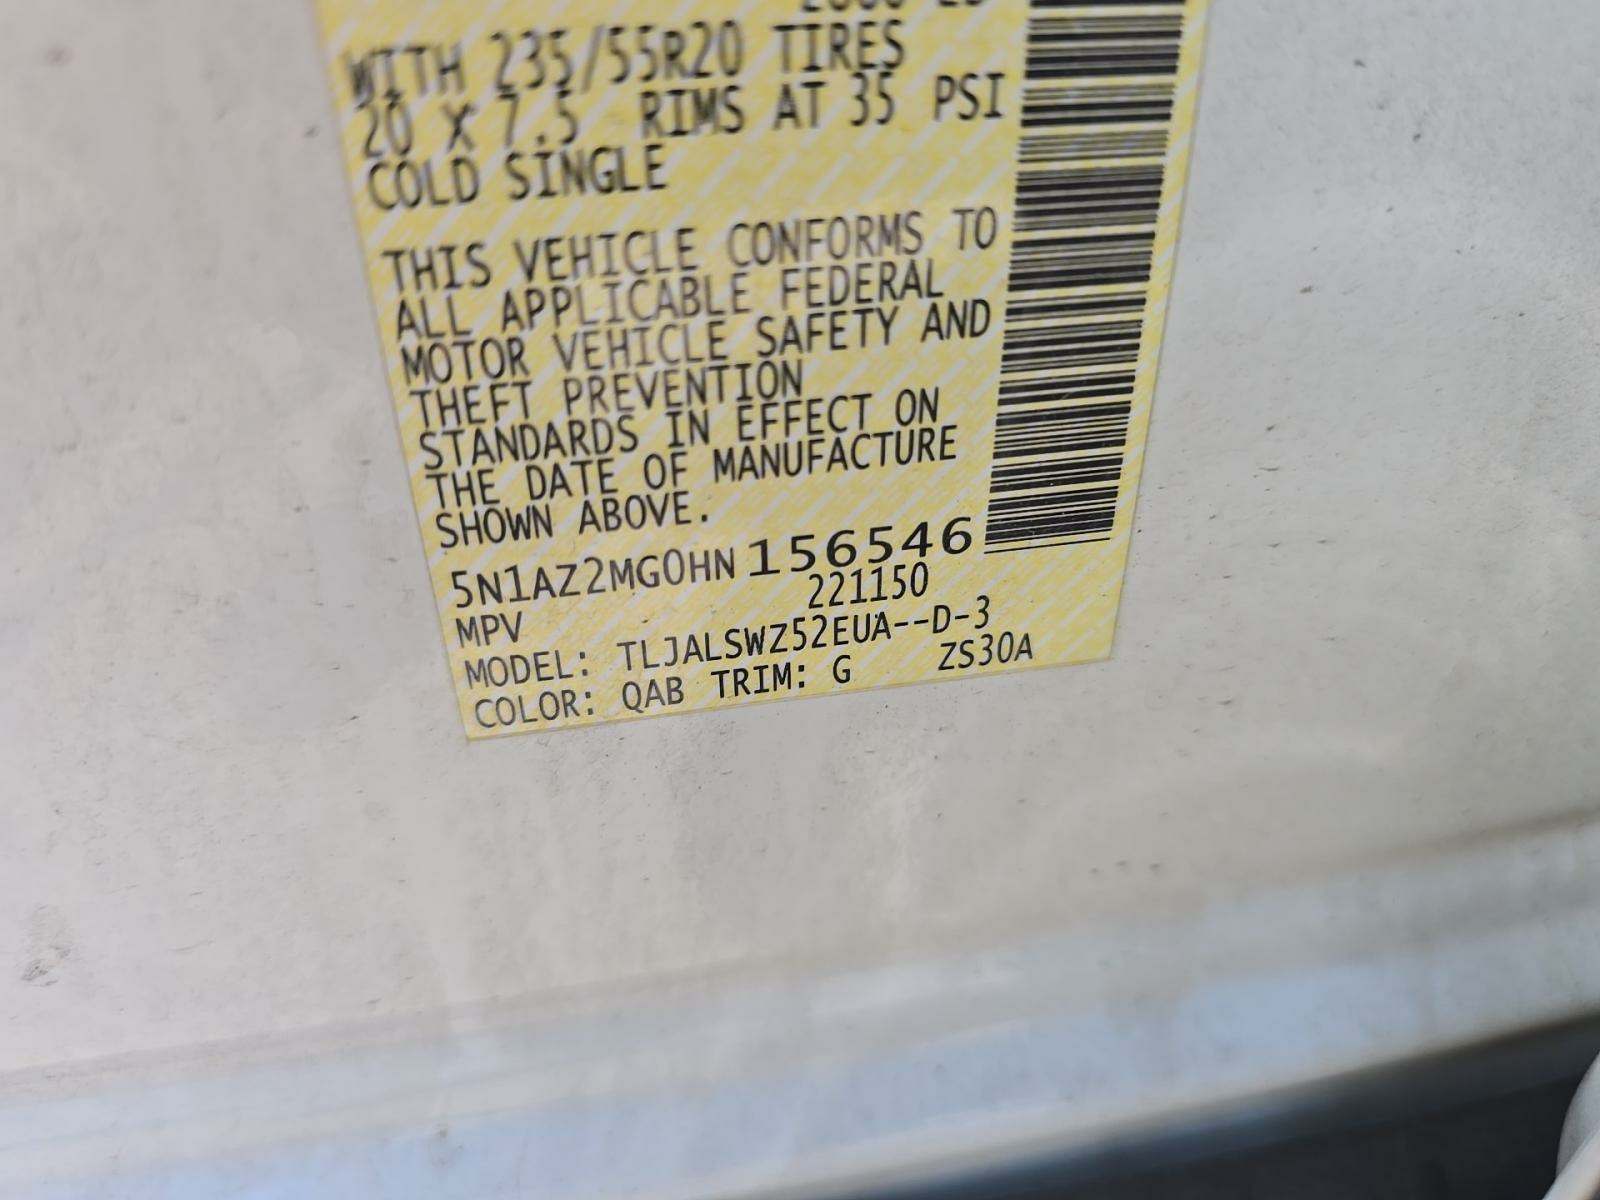 WITH 235/55R20 TIRES
20 X 7.5 RIMS AT 35 PSI
COLD SINGLE
THIS VEHICLE CONFORMS TO
ALL APPLICABLE FEDERAL
MOTOR VEHICLE SAFETY AND
THEFT PREVENTION
STANDARDS IN EFFECT ON
THE DATE OF MANUFACTURE
SHOWN ABOVE.
5N1AZ2MG0HN156546
MPV 221150
MODEL: TLJALSWZ52EUA--D-3
COLOR: QAB TRIM: G ZS30A